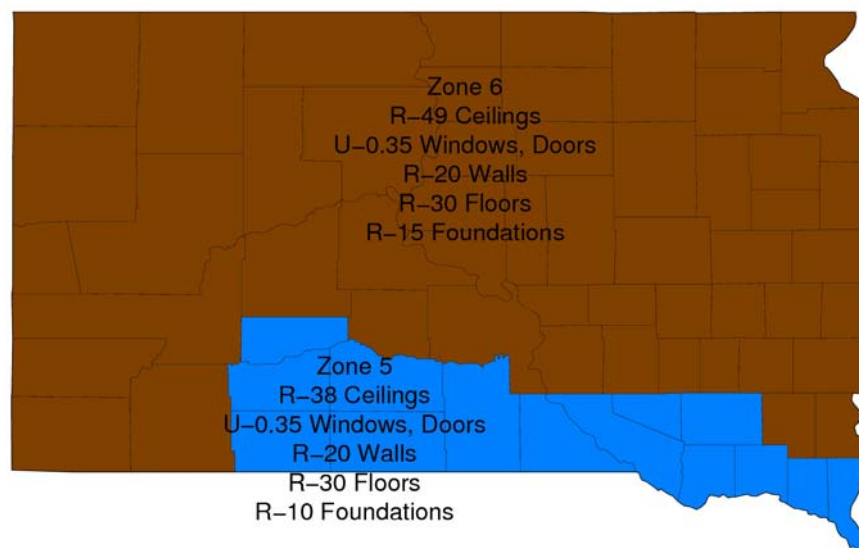 Zone 6
R−49 Ceilings
U−0.35 Windows, Doors
R−20 Walls
R−30 Floors
R−15 Foundations
Zone 5
R−38 Ceilings
U−0.35 Windows, Doors
R−20 Walls
R−30 Floors
R−10 Foundations